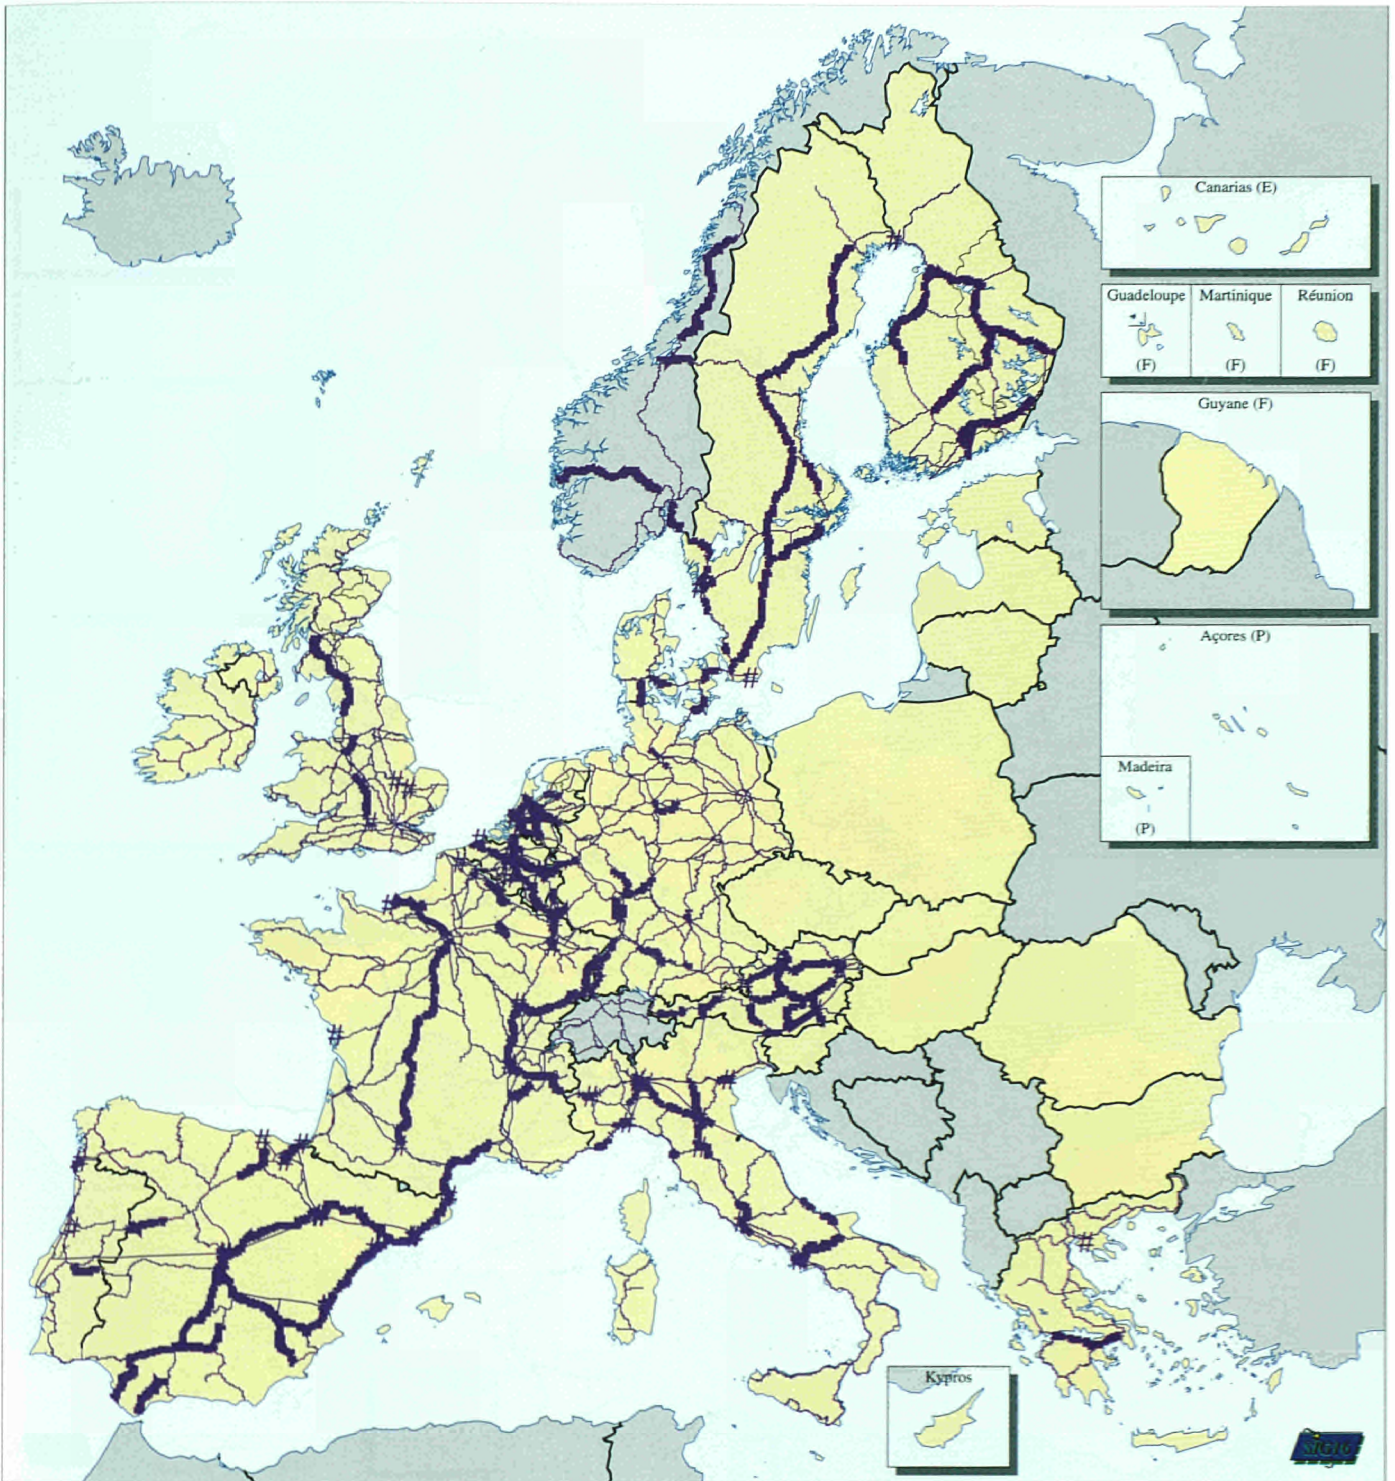 Canarias (E)
Guadeloupe
Martinique
Réunion
(F)
(F)
(F)
Guyane (F)
Açores (P)
Madeira
(P)
Kypros